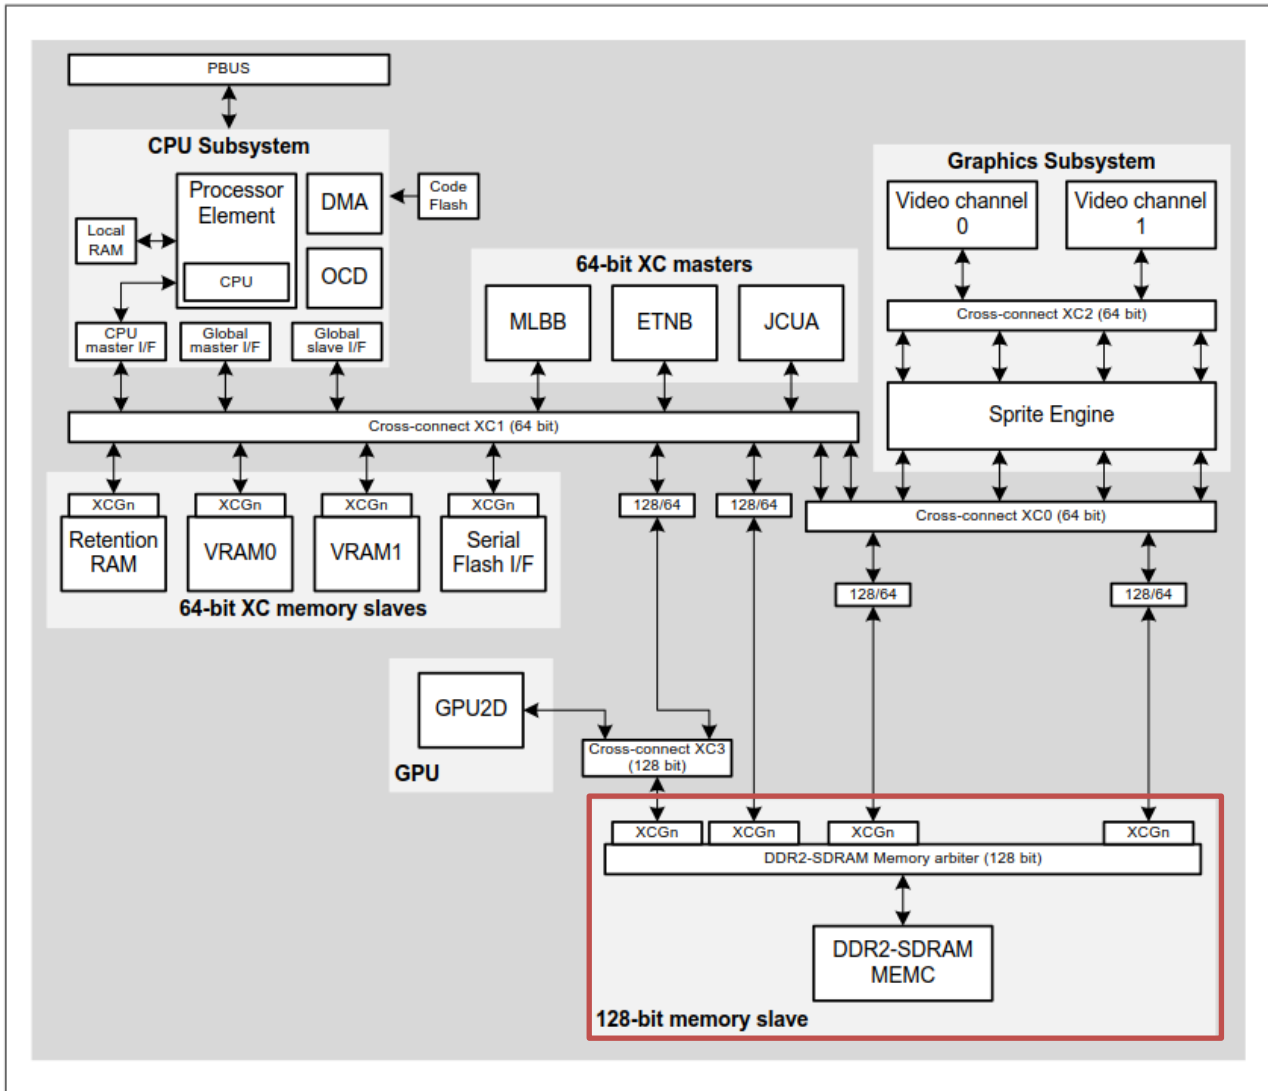 PBUS
CPU Subsystem
Processor
Element
CPU
DMA
OCD
Code
Flash
Local
RAM
CPU
master I/F
Global
master I/F
Global
slave I/F
64-bit XC masters
MLBB
ETNB
JCUA
Graphics Subsystem
Video channel
0
Video channel
1
Cross-connect XC2 (64 bit)
Sprite Engine
Cross-connect XC1 (64 bit)
XCGn
Retention
RAM
XCGn
VRAM0
XCGn
VRAM1
XCGn
Serial
Flash I/F
64-bit XC memory slaves
128/64
128/64
Cross-connect XC0 (64 bit)
128/64
128/64
GPU2D
GPU
Cross-connect XC3
(128 bit)
XCGn
XCGn
XCGn
XCGn
DDR2-SDRAM Memory arbiter (128 bit)
DDR2-SDRAM
MEMC
128-bit memory slave